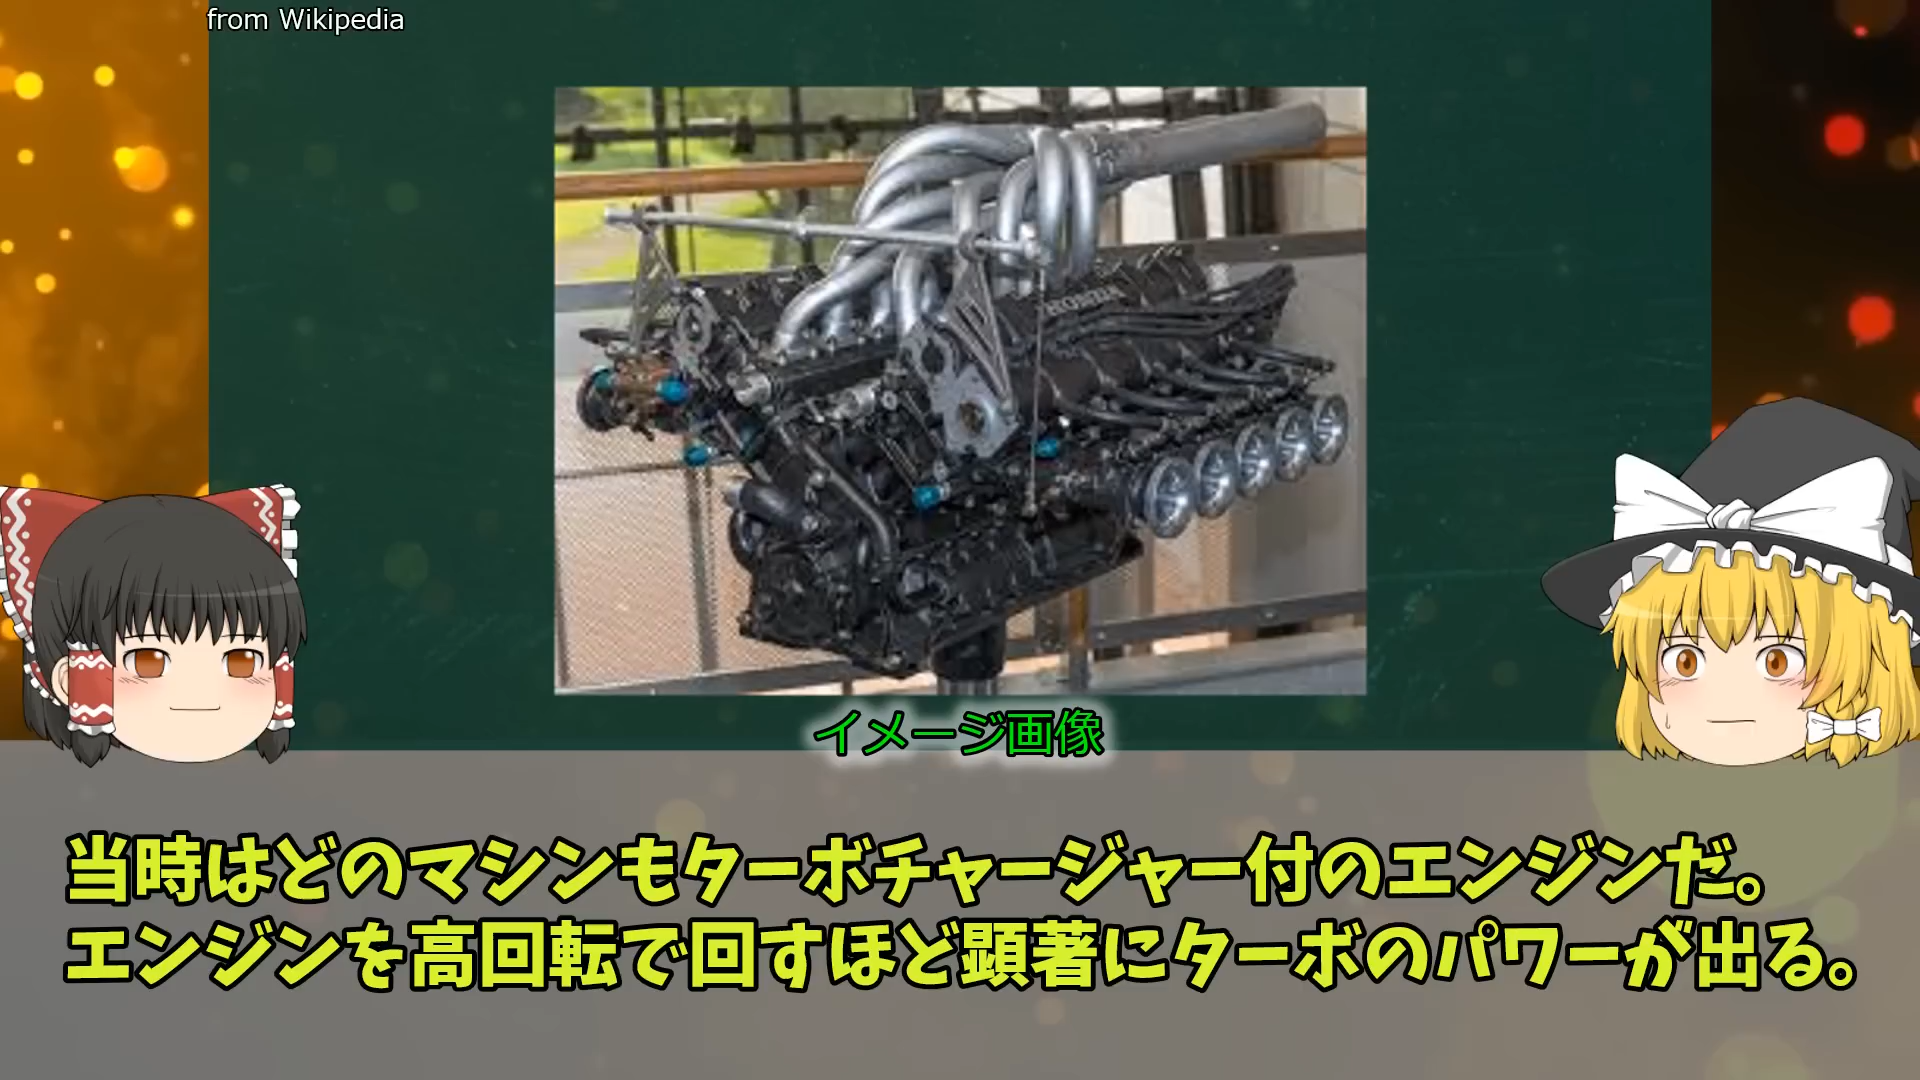 from Wikipedia
HONDA
イメージ画像
当時はどのマシンもターボチャージャー付のエンジンだ。
エンジンを高回転で回すほど顕著にターボのパワーが出る。